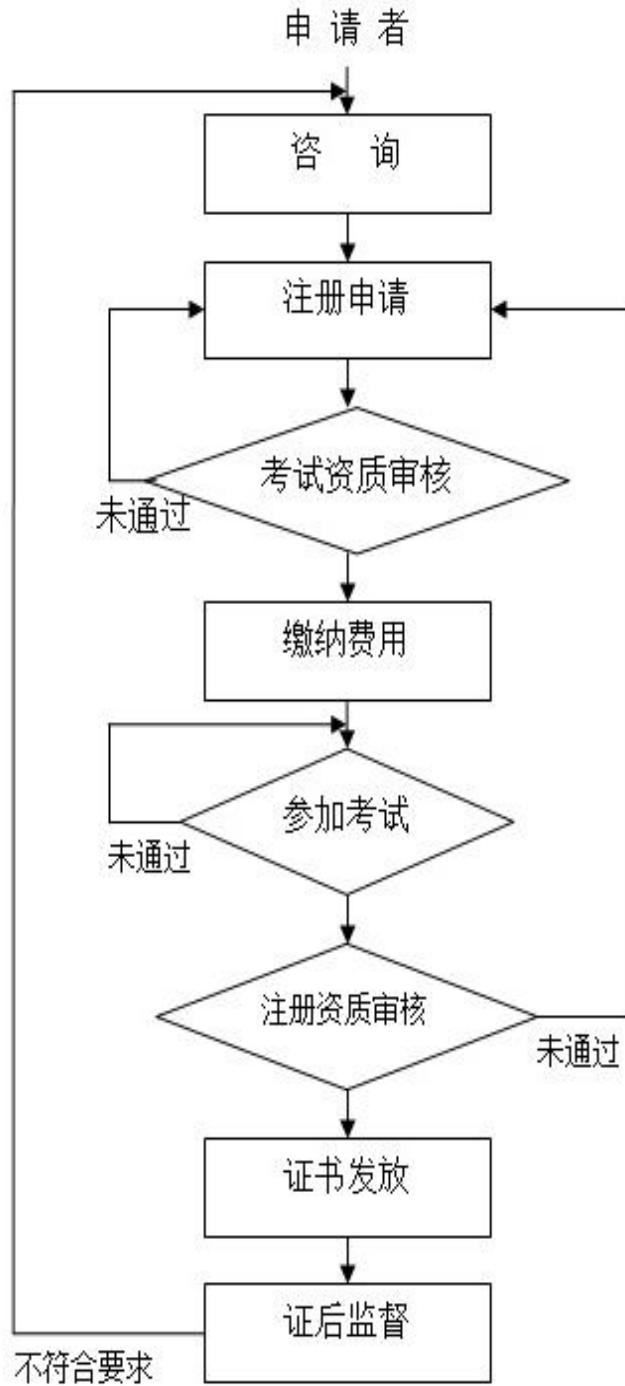 申 请 者
咨 询
注册申请
考试资质审核
未通过
缴纳费用
参加考试
未通过
注册资质审核
未通过
证书发放
证后监督
不符合要求